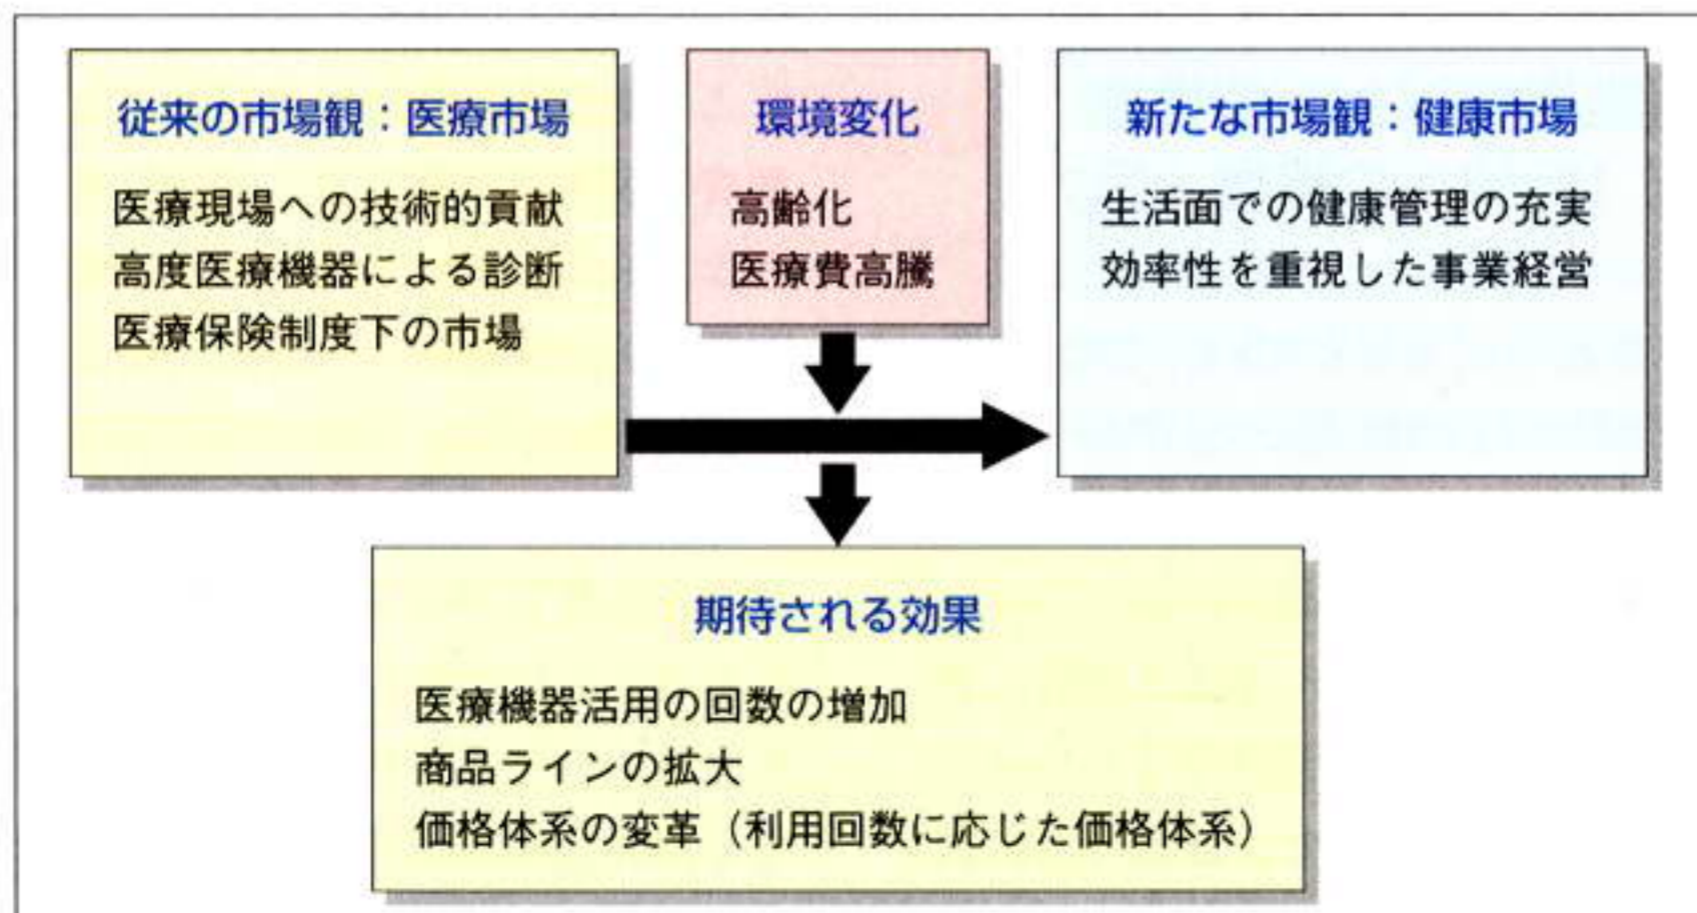 従来の市場観：医療市場
医療現場への技術的貢献
高度医療機器による診断
医療保険制度下の市場
環境変化
高齢化
医療費高騰
新たな市場観：健康市場
生活面での健康管理の充実
効率性を重視した事業経営
期待される効果
医療機器活用の回数の増加
商品ラインの拡大
価格体系の変革（利用回数に応じた価格体系）